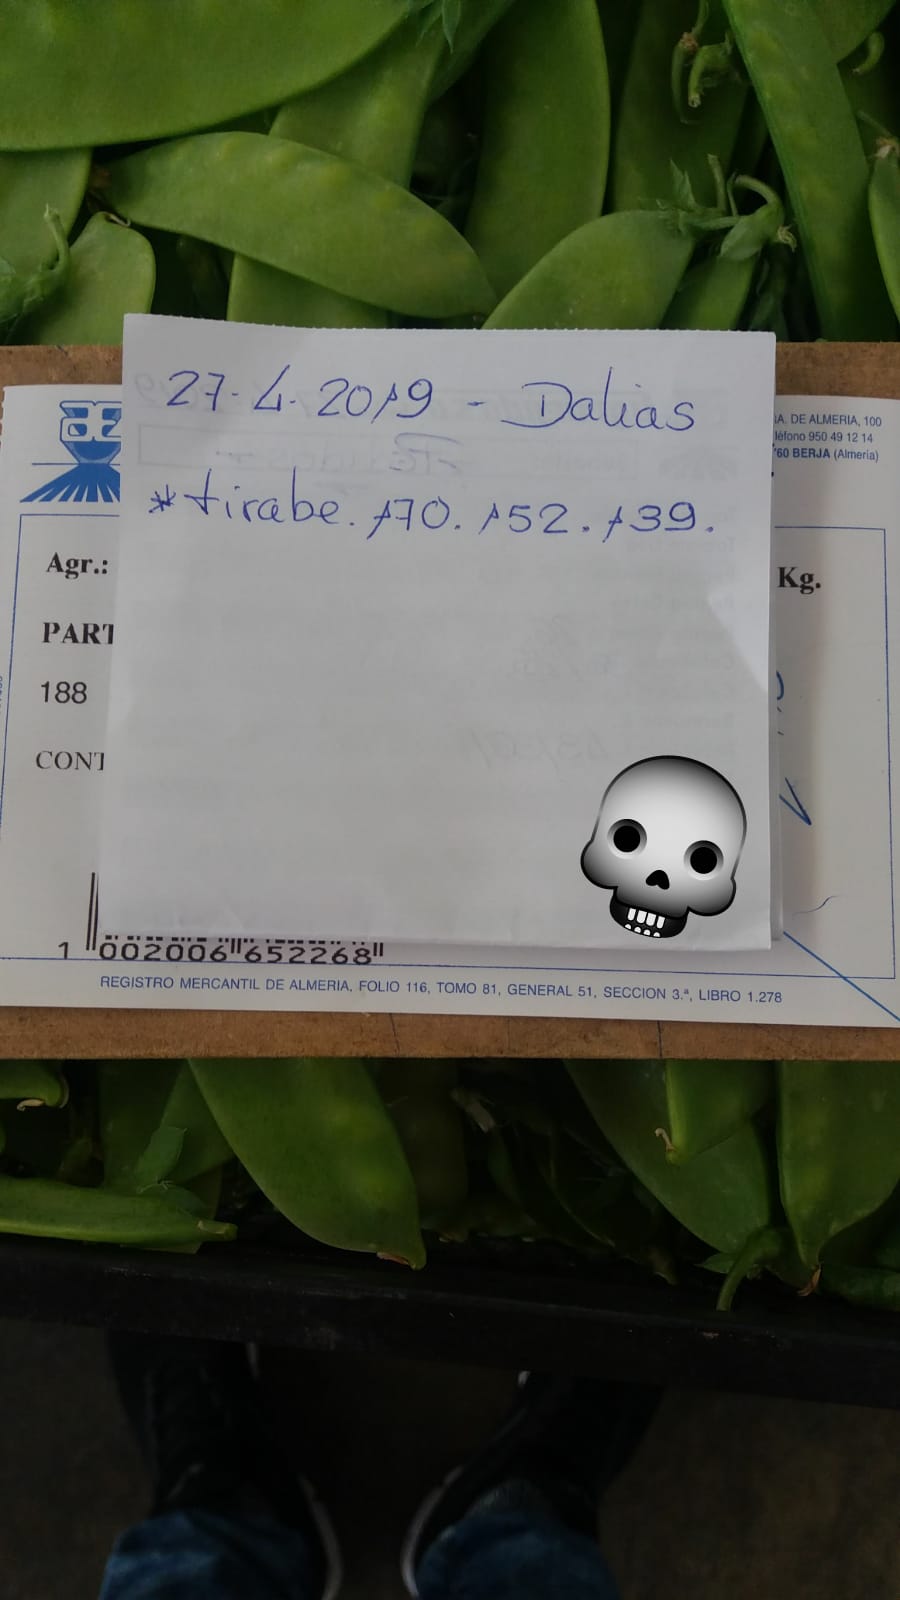 27-4-2019 - Dalias
*tirabe. 170. 152. 139.
A. DE ALMERIA, 100
léfono 950 49 12 14
60 BERJA (Almería)
Agr.:
Kg.
PART
188
CONT
1 002006 652268
REGISTRO MERCANTIL DE ALMERIA, FOLIO 116, TOMO 81, GENERAL 51, SECCION 3.ª, LIBRO 1.278